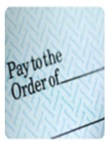 Pay to the
Order of